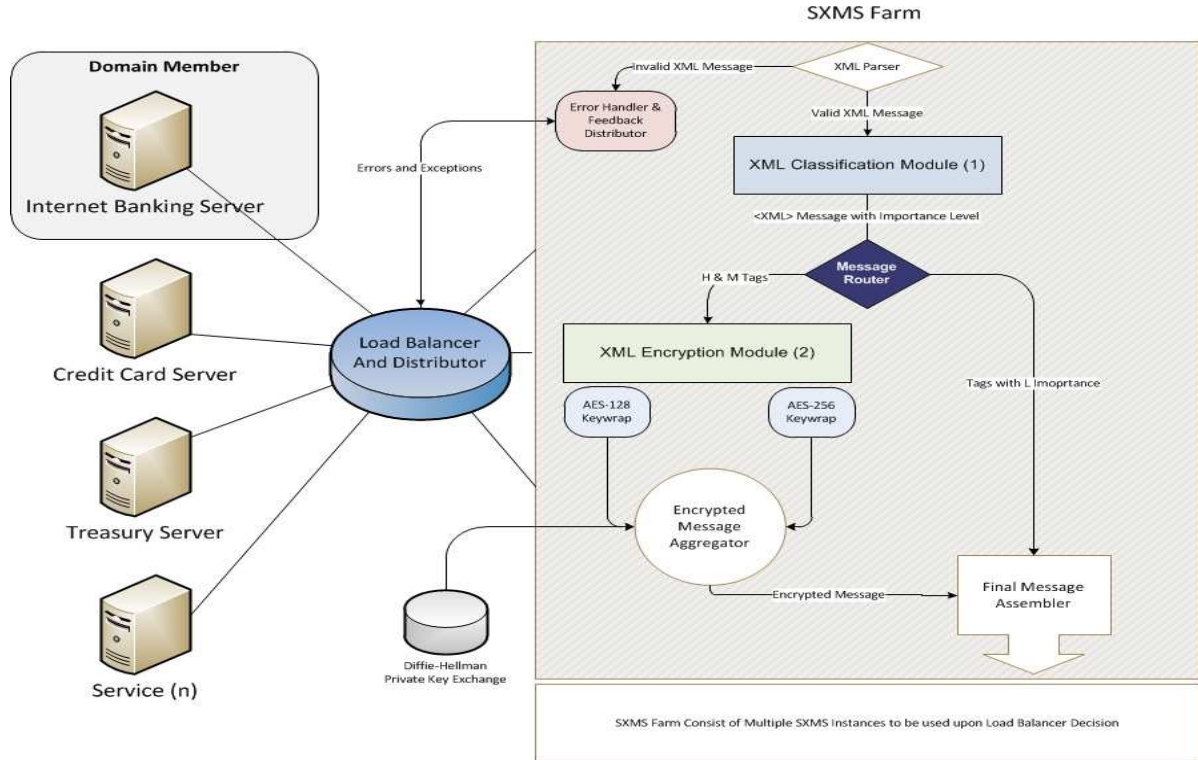 SXMS Farm
Domain Member
Internet Banking Server
Credit Card Server
Treasury Server
Service (n)
Load Balancer
And Distributor
Errors and Exceptions
Invalid XML Message
XML Parser
Error Handler &
Feedback
Distributor
Valid XML Message
XML Classification Module (1)
<XML> Message with Importance Level
Message
Router
H & M Tags
XML Encryption Module (2)
AES-128
Keywrap
AES-256
Keywrap
Tags with L Imoprtance
Encrypted
Message
Aggregator
Encrypted Message
Final Message
Assembler
Diffie-Hellman
Private Key Exchange
SXMS Farm Consist of Multiple SXMS Instances to be used upon Load Balancer Decision